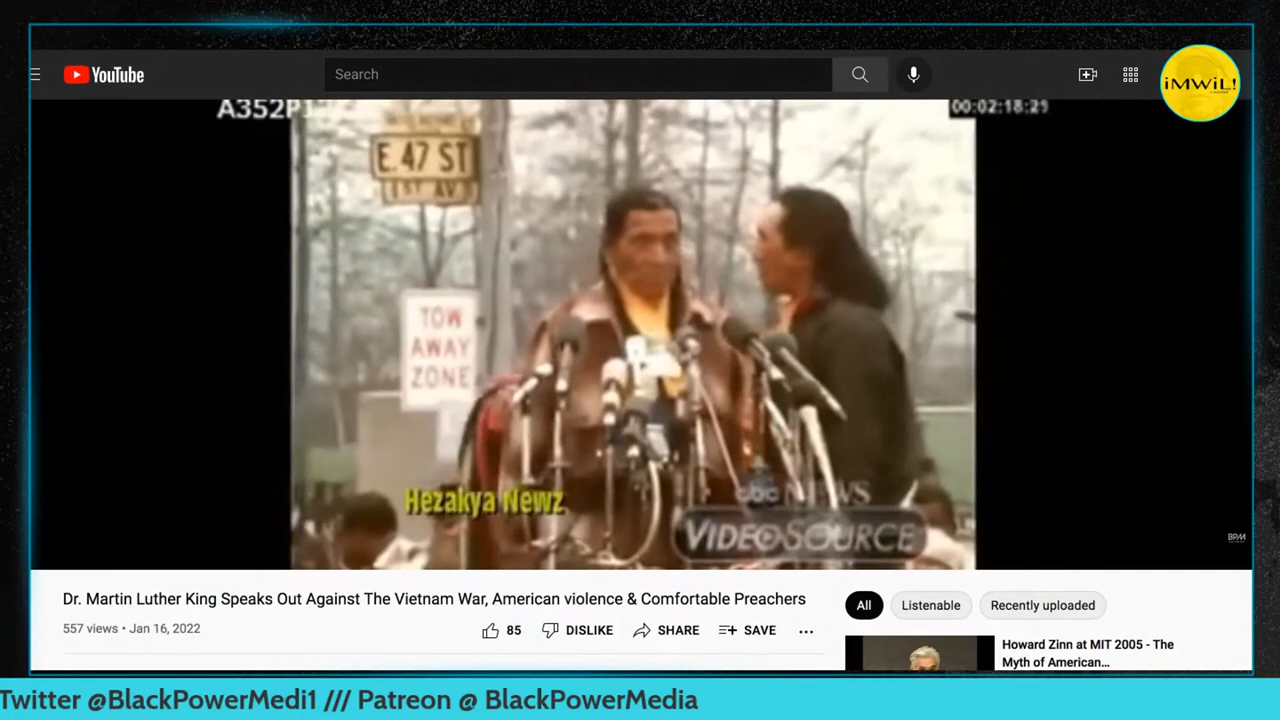 YouTube
Search
iMWiL!
A352P1
00:02:18:21
E. 47 ST
1ST AV
TOW
AWAY
ZONE
Hezakya Newz
abc NEWS
VIDEOSOURCE
BPM
Dr. Martin Luther King Speaks Out Against The Vietnam War, American violence & Comfortable Preachers
557 views • Jan 16, 2022
85
DISLIKE
SHARE
SAVE
All
Listenable
Recently uploaded
Howard Zinn at MIT 2005 - The
Myth of American...
Twitter @BlackPowerMedi1 /// Patreon @ BlackPowerMedia